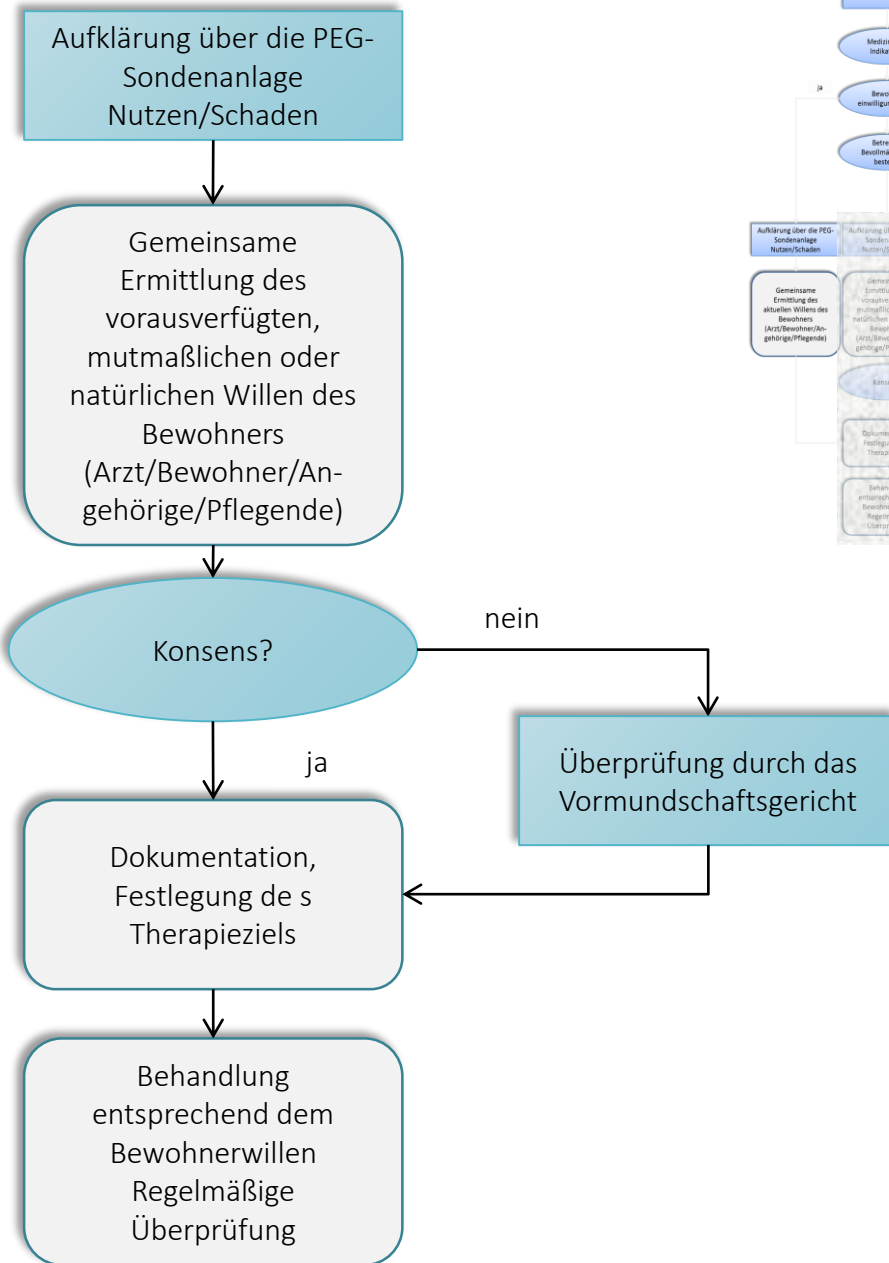 Aufklärung über die PEG-
Sondenanlage
Nutzen/Schaden
Gemeinsame
Ermittlung des
vorausverfügten,
mutmaßlichen oder
natürlichen Willen des
Bewohners
(Arzt/Bewohner/An-
gehörige/Pflegende)
Konsens?
nein
ja
Überprüfung durch das
Vormundschaftsgericht
Dokumentation,
Festlegung de s
Therapieziels
Behandlung
entsprechend dem
Bewohnerwillen
Regelmäßige
Überprüfung
ja
Aufklärung über die PEG-
Sondenanlage
Nutzen/Schaden
Gemeinsame
Ermittlung des
aktuellen Willens des
Bewohners
(Arzt/Bewohner/An-
gehörige/Pflegende)